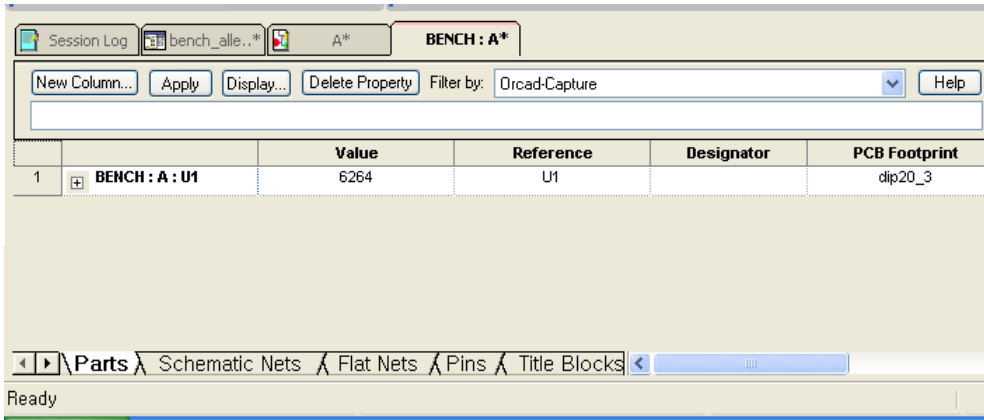 Session Log bench_alle..* A* BENCH : A*
New Column... Apply Display... Delete Property Filter by: Orcad-Capture Help
Value Reference Designator PCB Footprint
1 BENCH : A : U1 6264 U1 dip20_3
Parts Schematic Nets Flat Nets Pins Title Blocks
Ready